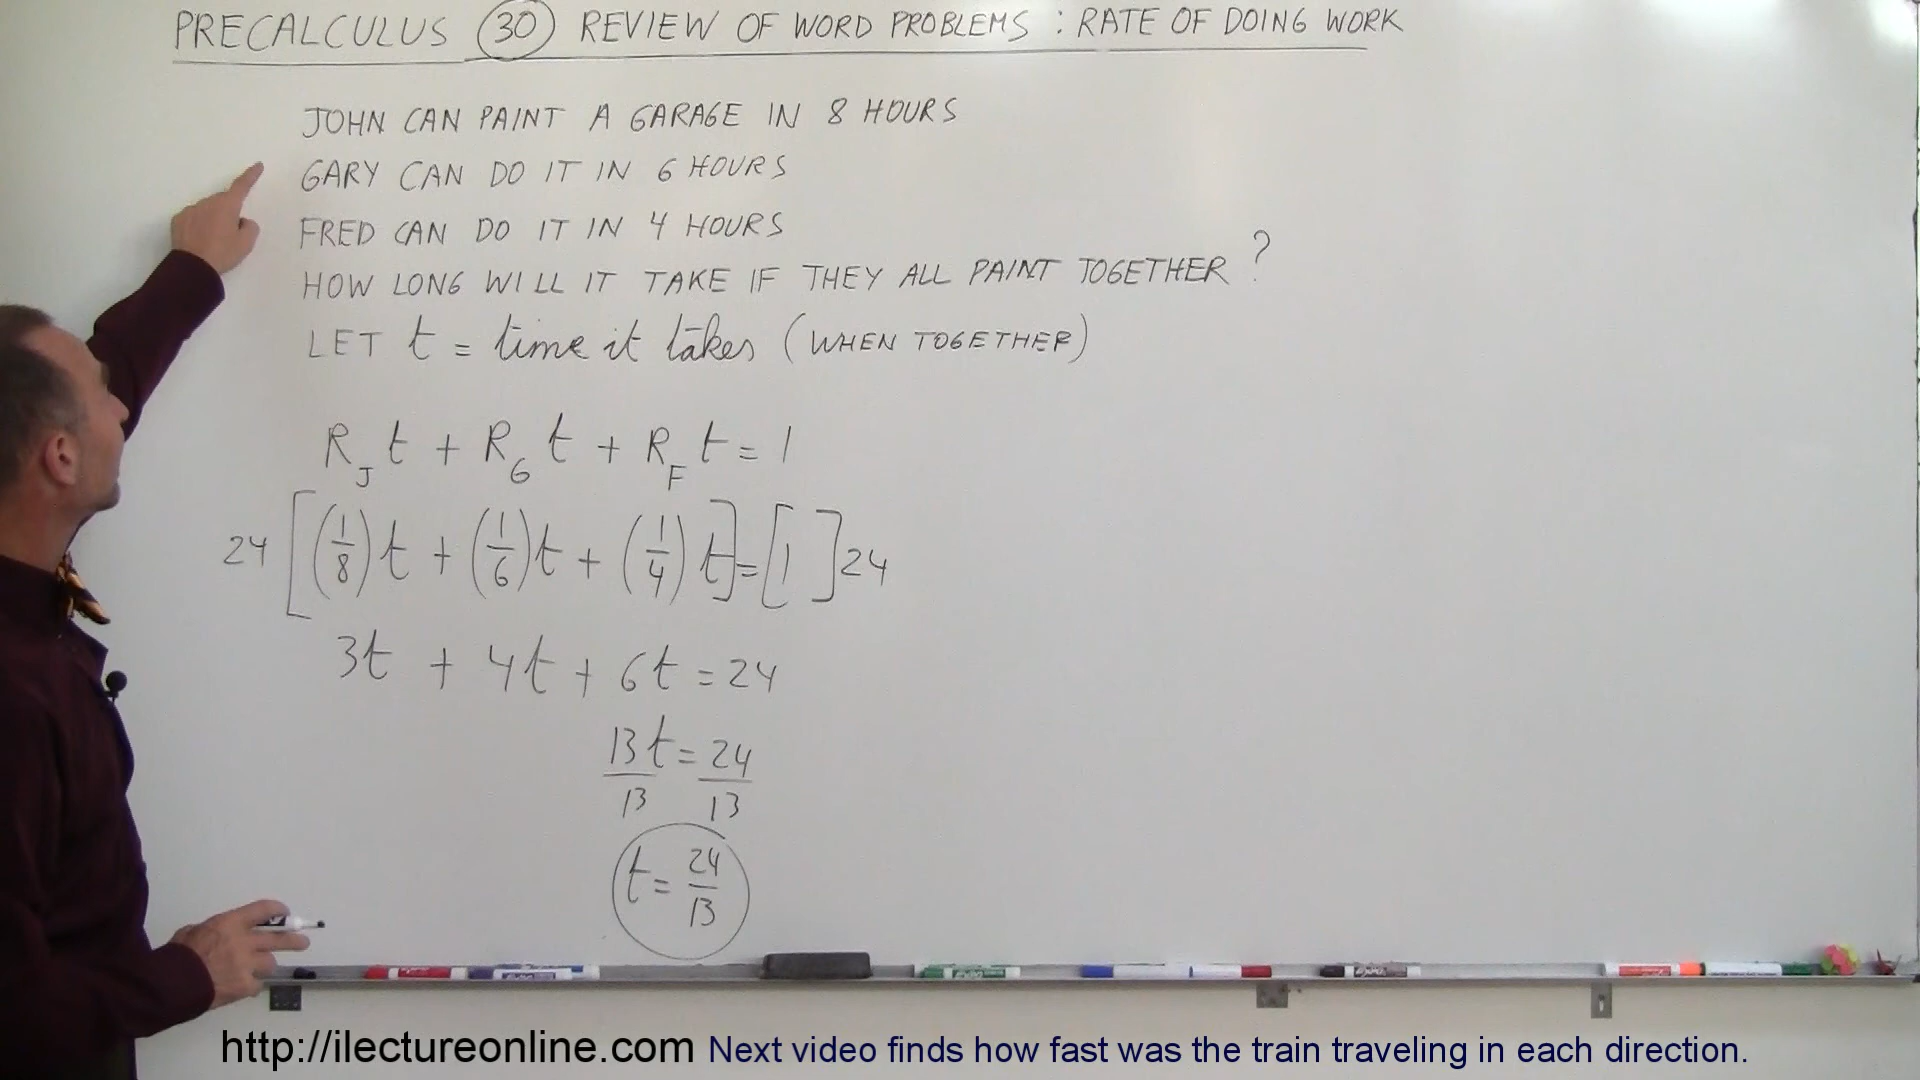 PRECALCULUS 30 REVIEW OF WORD PROBLEMS : RATE OF DOING WORK
JOHN CAN PAINT A GARAGE IN 8 HOURS
GARY CAN DO IT IN 6 HOURS
FRED CAN DO IT IN 4 HOURS
HOW LONG WILL IT TAKE IF THEY ALL PAINT TOGETHER ?
LET t = time it takes (WHEN TOGETHER)
R_J t + R_G t + R_F t = 1
24 [(1/8)t + (1/6)t + (1/4)t] = [1 ] 24
3t + 4t + 6t = 24
13t/13 = 24/13
t = 24/13
http://ilectureonline.com Next video finds how fast was the train traveling in each direction.